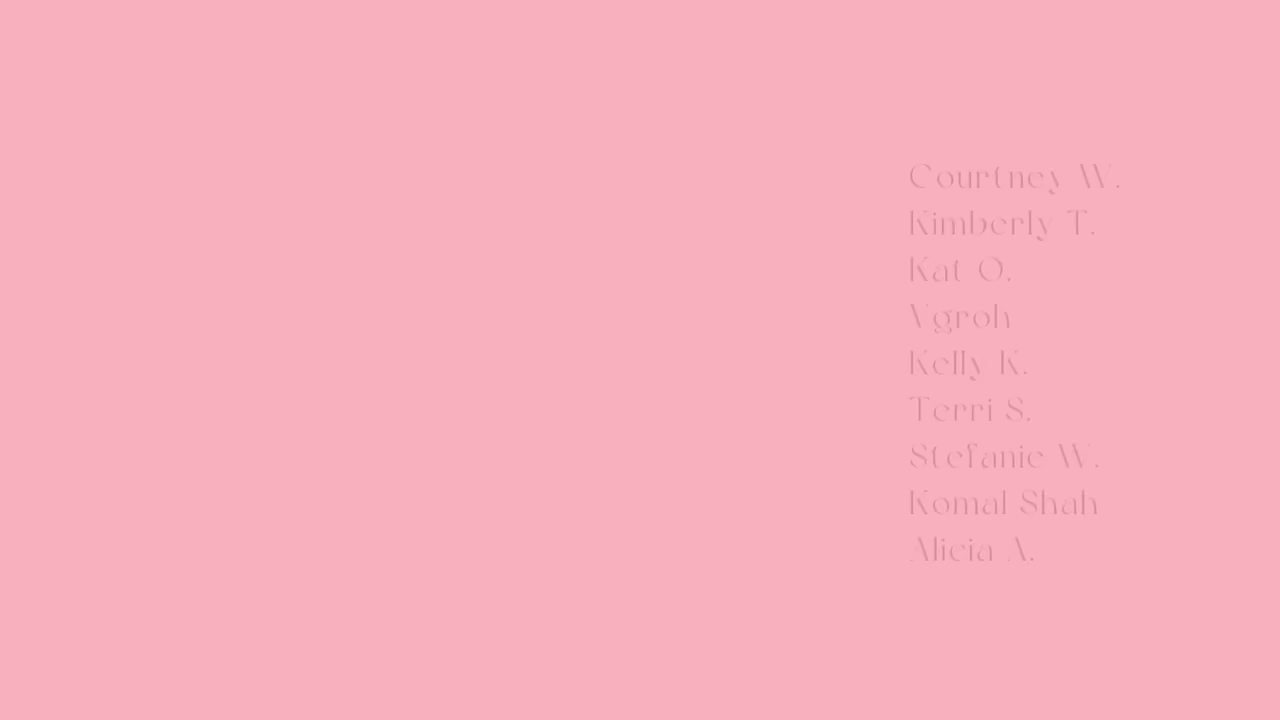 Courtney W.
Kimberly T.
Kat O.
Vgroh
Kelly K.
Terri S.
Stefanie W.
Komal Shah
Alicia A.